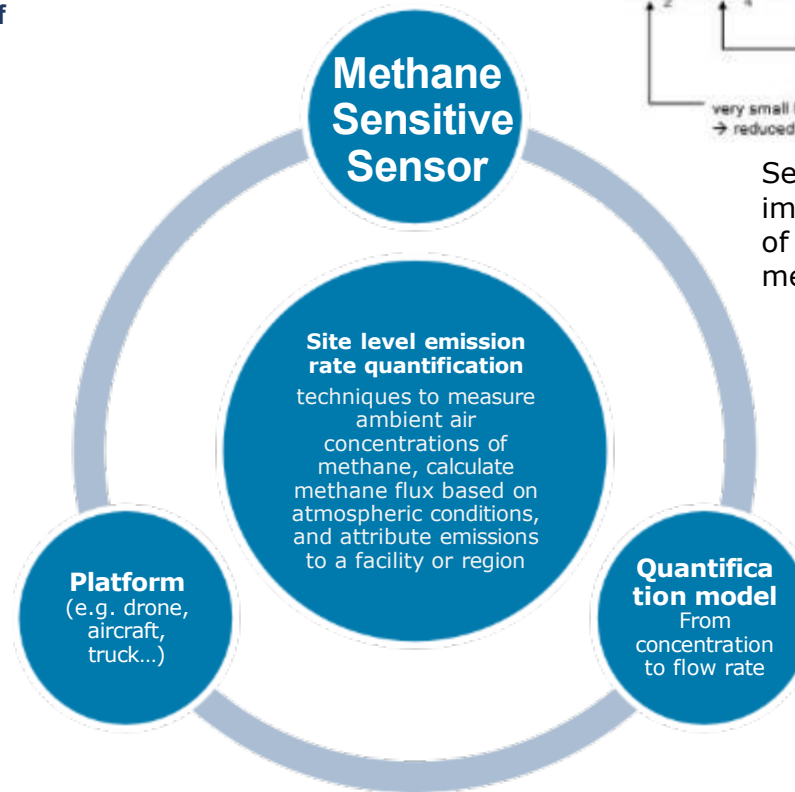 f
2
4
very small
→ reduced
Se
im
of
me
Methane
Sensitive
Sensor
Site level emission
rate quantification
techniques to measure
ambient air
concentrations of
methane, calculate
methane flux based on
atmospheric conditions,
and attribute emissions
to a facility or region
Platform
(e.g. drone,
aircraft,
truck...)
Quantifica
tion model
From
concentration
to flow rate